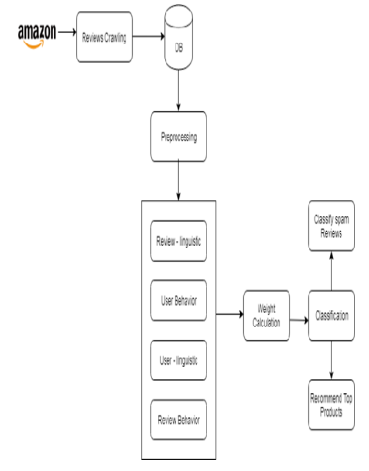 amazon
Reviews Crawling
DB
Preprocessing
Review - linguistic
User Behavior
User - linguistic
Review Behavior
Weight
Calculation
Classification
Classify spam
Reviews
Recommend Top
Products